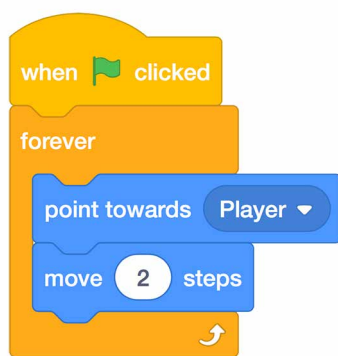 when clicked
forever
point towards Player
move 2 steps